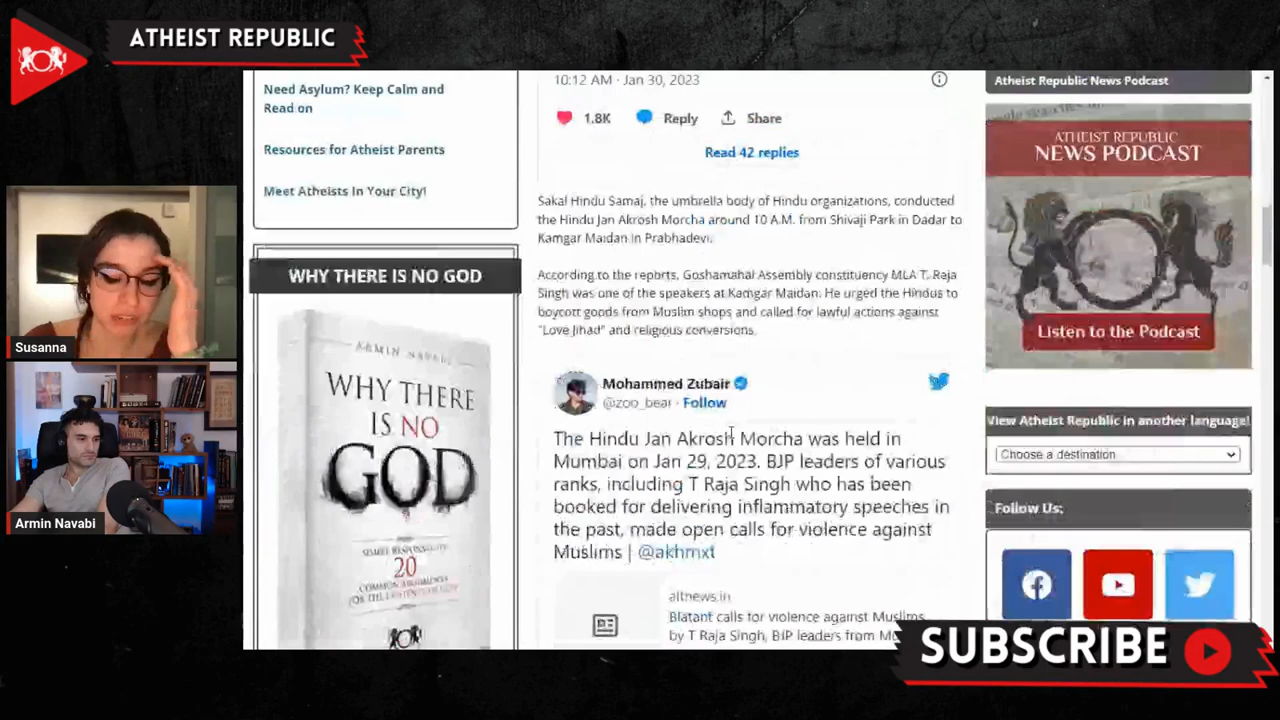 ATHEIST REPUBLIC
Susanna
Armin Navabi
Need Asylum? Keep Calm and
Read on
Resources for Atheist Parents
Meet Atheists In Your City!
WHY THERE IS NO GOD
ARMIN NAVABI
WHY THERE
IS NO
GOD
20
10:12 AM · Jan 30, 2023
1.8K
Reply
Share
Read 42 replies
Sakal Hindu Samaj, the umbrella body of Hindu organizations, conducted
the Hindu Jan Akrosh Morcha around 10 A.M. from Shivaji Park in Dadar to
Kamgar Maidan in Prabhadevi.
According to the reports, Goshamahal Assembly constituency MLA T. Raja
Singh was one of the speakers at Kamgar Maidan. He urged the Hindus to
boycott goods from Muslim shops and called for lawful actions against
"Love Jihad" and religious conversions.
Mohammed Zubair
@zoo_bear · Follow
The Hindu Jan Akrosh Morcha was held in
Mumbai on Jan 29, 2023. BJP leaders of various
ranks, including T Raja Singh who has been
booked for delivering inflammatory speeches in
the past, made open calls for violence against
Muslims | @akhmxt
altnews.in
Blatant calls for violence against Muslims
by T Raja Singh, BJP leaders from
Atheist Republic News Podcast
ATHEIST REPUBLIC
NEWS PODCAST
Listen to the Podcast
View Atheist Republic in another language!
Choose a destination
Follow Us:
SUBSCRIBE